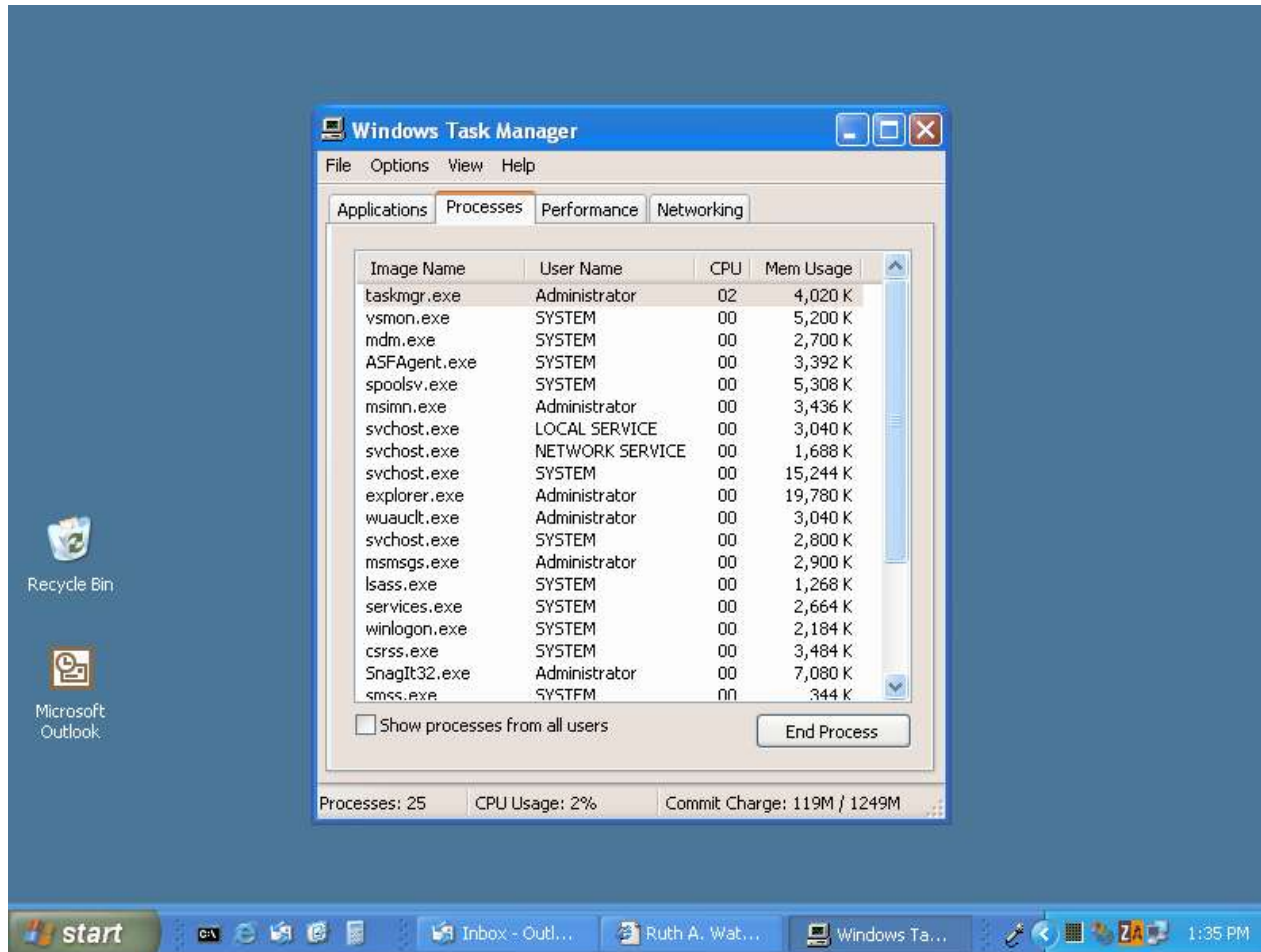 Windows Task Manager
File Options View Help
Applications Processes Performance Networking
Image Name User Name CPU Mem Usage
taskmgr.exe Administrator 02 4,020 K
vsmon.exe SYSTEM 00 5,200 K
mdm.exe SYSTEM 00 2,700 K
ASFAgent.exe SYSTEM 00 3,392 K
spoolsv.exe SYSTEM 00 5,308 K
msimn.exe Administrator 00 3,436 K
svchost.exe LOCAL SERVICE 00 3,040 K
svchost.exe NETWORK SERVICE 00 1,688 K
svchost.exe SYSTEM 00 15,244 K
explorer.exe Administrator 00 19,780 K
wuauclt.exe Administrator 00 3,040 K
svchost.exe SYSTEM 00 2,800 K
msmsgs.exe Administrator 00 2,900 K
lsass.exe SYSTEM 00 1,268 K
services.exe SYSTEM 00 2,664 K
winlogon.exe SYSTEM 00 2,184 K
csrss.exe SYSTEM 00 3,484 K
SnagIt32.exe Administrator 00 7,080 K
smss.exe SYSTEM 00 344 K
Show processes from all users
End Process
Processes: 25 CPU Usage: 2% Commit Charge: 119M / 1249M
Recycle Bin
Microsoft
Outlook
start C:\ Inbox - Outl... Ruth A. Wat... Windows Ta... ZA 1:35 PM